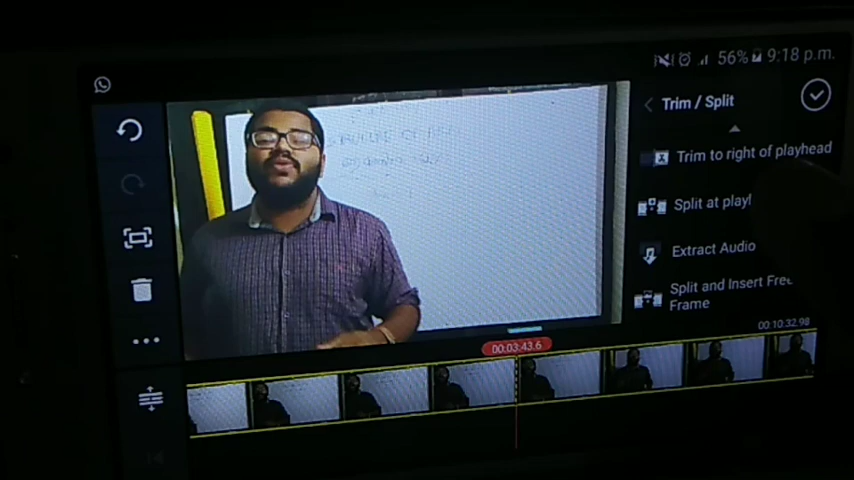 56% 9:18 p.m.
Trim / Split
Trim to right of playhead
Split at playl
Extract Audio
Split and Insert Free
Frame
00:10:32.98
00:03:43.6